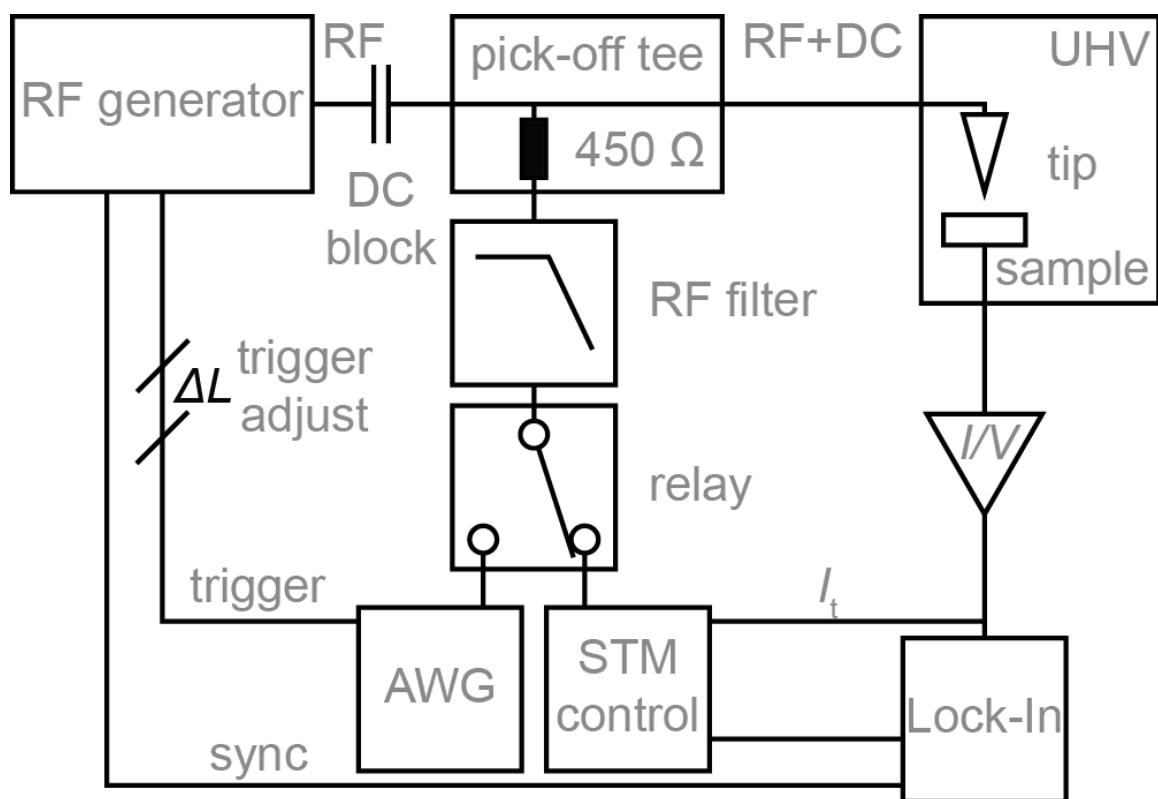 RF
RF generator
pick-off tee
RF+DC
UHV
450 Ω
tip
DC
block
sample
RF filter
ΔL
trigger
adjust
I/V
relay
trigger
It
AWG
STM
control
Lock-In
sync